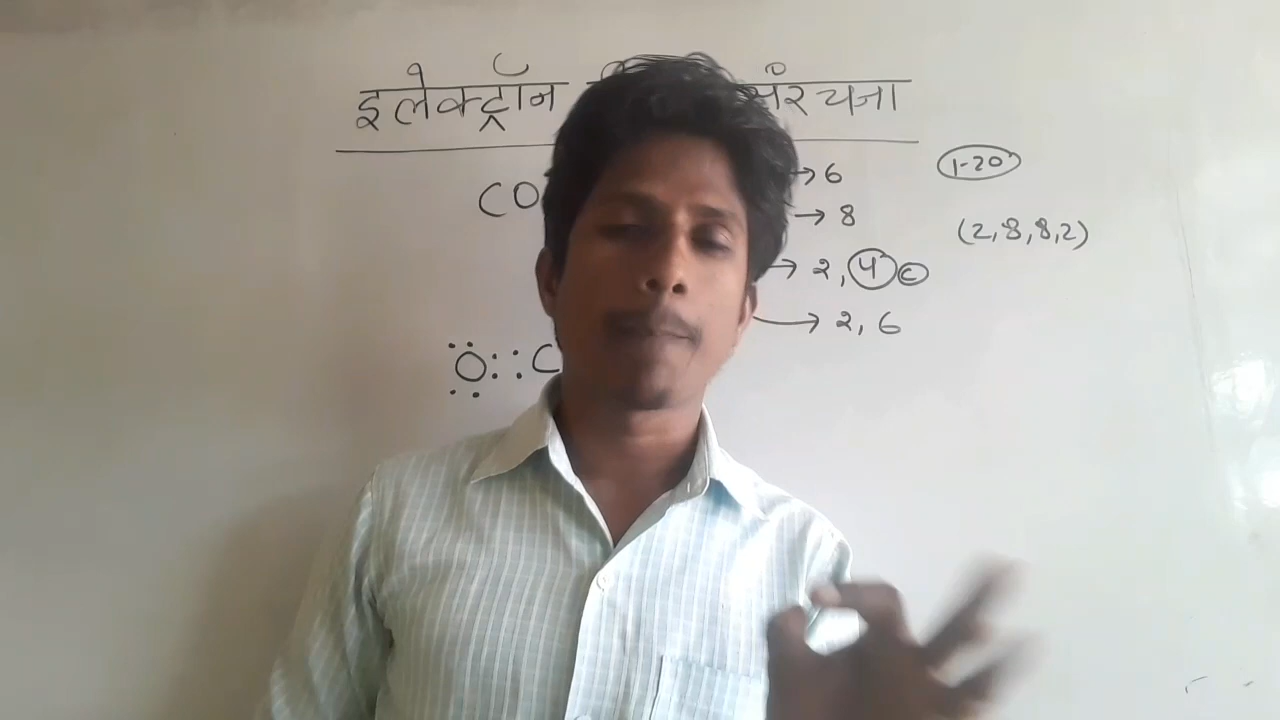 इलेक्ट्रॉन संरचना
CO → 6 1-20
→ 8 (2,8,8,2)
→ 2, 4 C
→ 2, 6
O::C